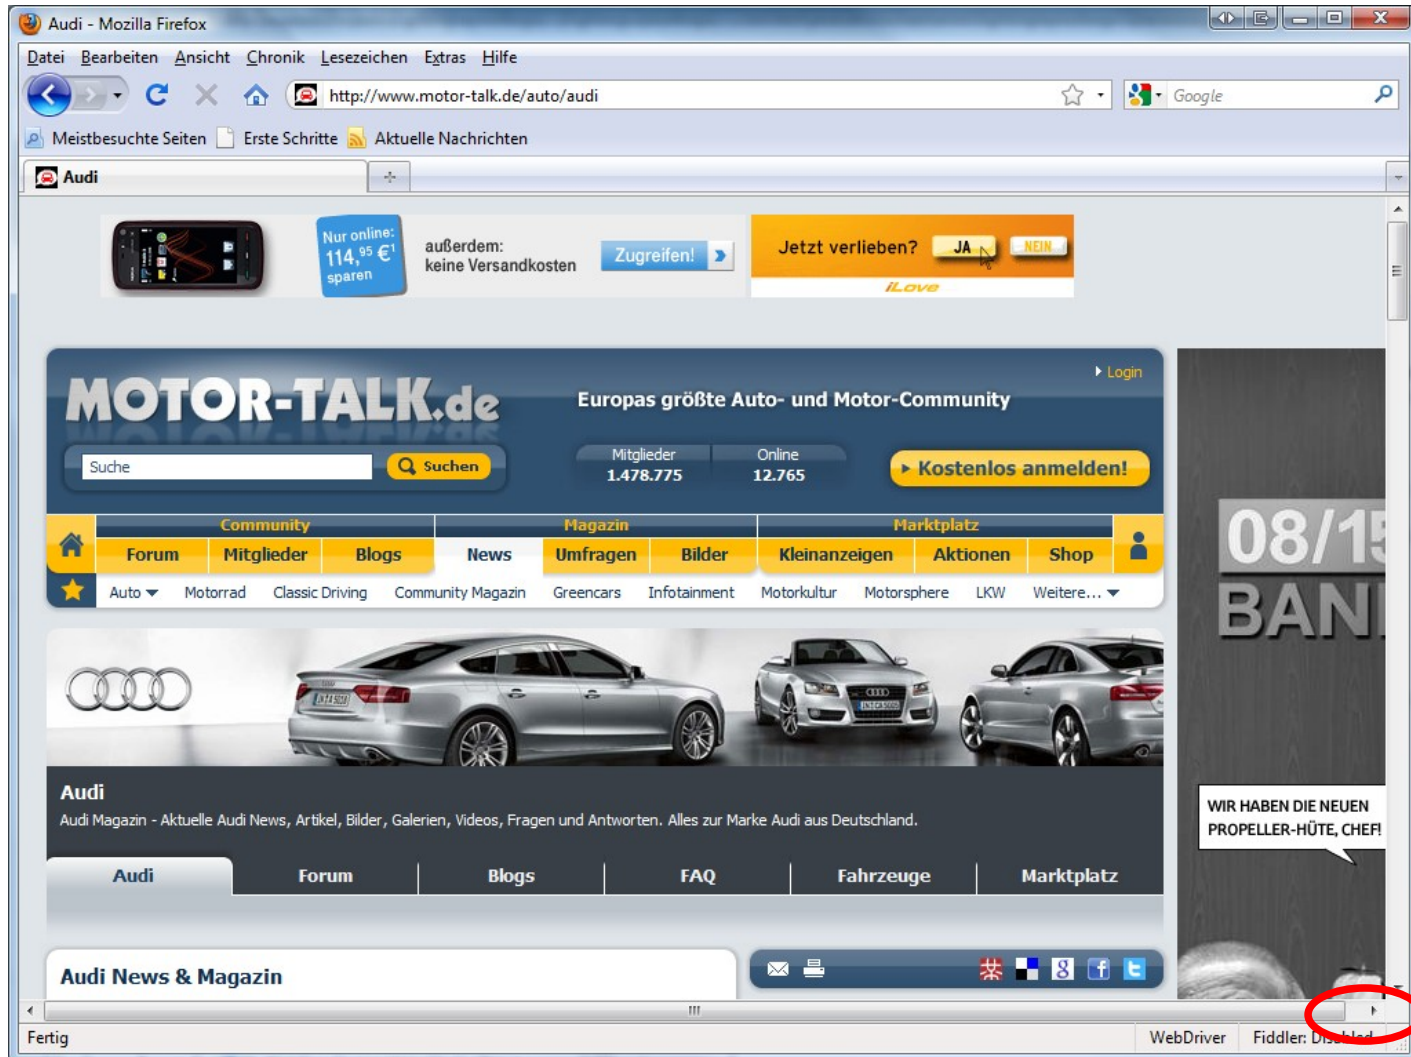 Audi - Mozilla Firefox
Datei Bearbeiten Ansicht Chronik Lesezeichen Extras Hilfe
http://www.motor-talk.de/auto/audi
Google
Meistbesuchte Seiten Erste Schritte Aktuelle Nachrichten
Audi
Nur online:
114,95 €1
sparen
außerdem:
keine Versandkosten
Zugreifen!
Jetzt verlieben? JA NEIN
iLove
Login
MOTOR-TALK.de
Europas größte Auto- und Motor-Community
Suche
Suchen
Mitglieder
1.478.775
Online
12.765
Kostenlos anmelden!
Community Magazin Marktplatz
Forum Mitglieder Blogs News Umfragen Bilder Kleinanzeigen Aktionen Shop
Auto Motorrad Classic Driving Community Magazin Greencars Infotainment Motorkultur Motorsphere LKW Weitere...
08/15
BAN
WIR HABEN DIE NEUEN
PROPELLER-HÜTE, CHEF!
Audi
Audi Magazin - Aktuelle Audi News, Artikel, Bilder, Galerien, Videos, Fragen und Antworten. Alles zur Marke Audi aus Deutschland.
Audi Forum Blogs FAQ Fahrzeuge Marktplatz
Audi News & Magazin
Fertig
WebDriver Fiddler: Disabled